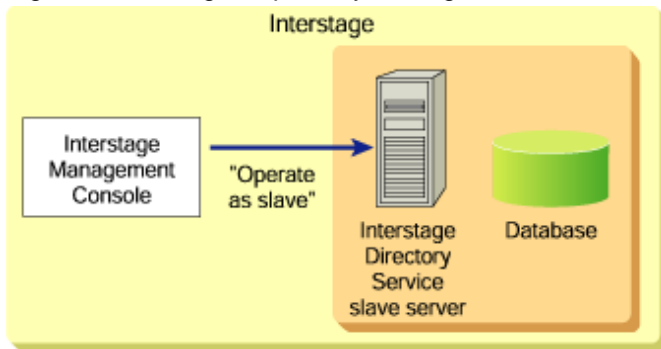 Interstage
Interstage
Management
Console
"Operate
as slave"
Interstage
Directory
Service
slave server
Database